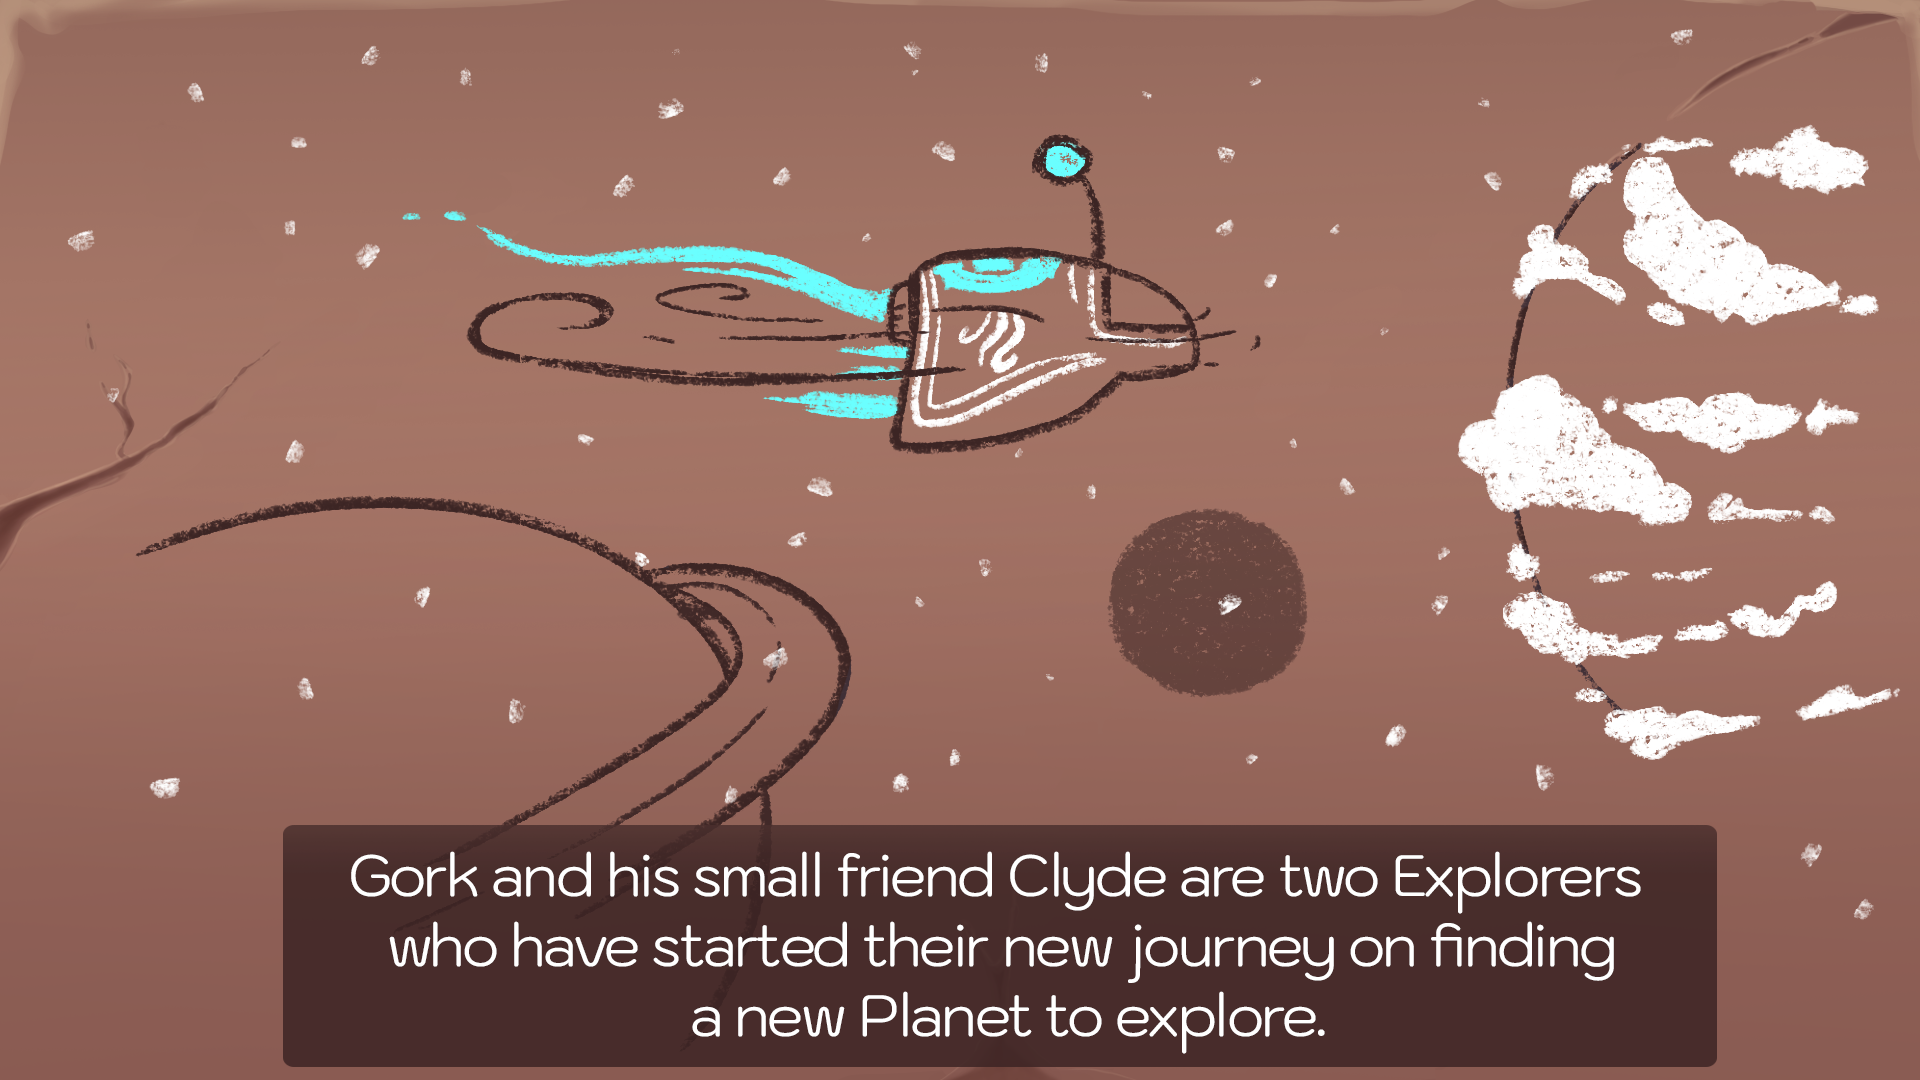 Gork and his small friend Clyde are two Explorers
who have started their new journey on finding
a new Planet to explore.